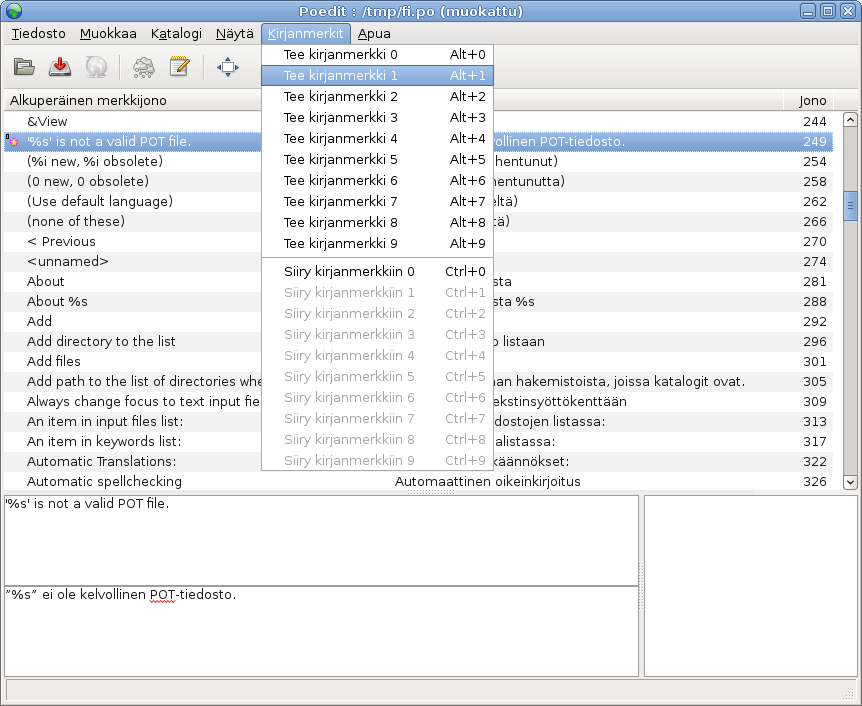 Poedit : /tmp/fi.po (muokattu)
Tiedosto Muokkaa Katalogi Näytä Kirjanmerkit Apua
Tee kirjanmerkki 0 Alt+0
Tee kirjanmerkki 1 Alt+1
Tee kirjanmerkki 2 Alt+2
Tee kirjanmerkki 3 Alt+3
Tee kirjanmerkki 4 Alt+4
Tee kirjanmerkki 5 Alt+5
Tee kirjanmerkki 6 Alt+6
Tee kirjanmerkki 7 Alt+7
Tee kirjanmerkki 8 Alt+8
Tee kirjanmerkki 9 Alt+9
Siiry kirjanmerkkiin 0 Ctrl+0
Siiry kirjanmerkkiin 1 Ctrl+1
Siiry kirjanmerkkiin 2 Ctrl+2
Siiry kirjanmerkkiin 3 Ctrl+3
Siiry kirjanmerkkiin 4 Ctrl+4
Siiry kirjanmerkkiin 5 Ctrl+5
Siiry kirjanmerkkiin 6 Ctrl+6
Siiry kirjanmerkkiin 7 Ctrl+7
Siiry kirjanmerkkiin 8 Ctrl+8
Siiry kirjanmerkkiin 9 Ctrl+9
Alkuperäinen merkkijono Jono
&View 244
'%s' is not a valid POT file. vollinen POT-tiedosto. 249
(%i new, %i obsolete) hentunut) 254
(0 new, 0 obsolete) nentunutta) 258
(Use default language) eltä) 262
(none of these) tä) 266
< Previous 270
<unnamed> 274
About sta 281
About %s sta %s 288
Add 292
Add directory to the list o listaan 296
Add files 301
Add path to the list of directories whe nan hakemistoista, joissa katalogit ovat. 305
Always change focus to text input fie ekstinsyöttökenttään 309
An item in input files list: dostojen listassa: 313
An item in keywords list: alistassa: 317
Automatic Translations: käännökset: 322
Automatic spellchecking Automaattinen oikeinkirjoitus 326
'%s' is not a valid POT file.
”%s” ei ole kelvollinen POT-tiedosto.